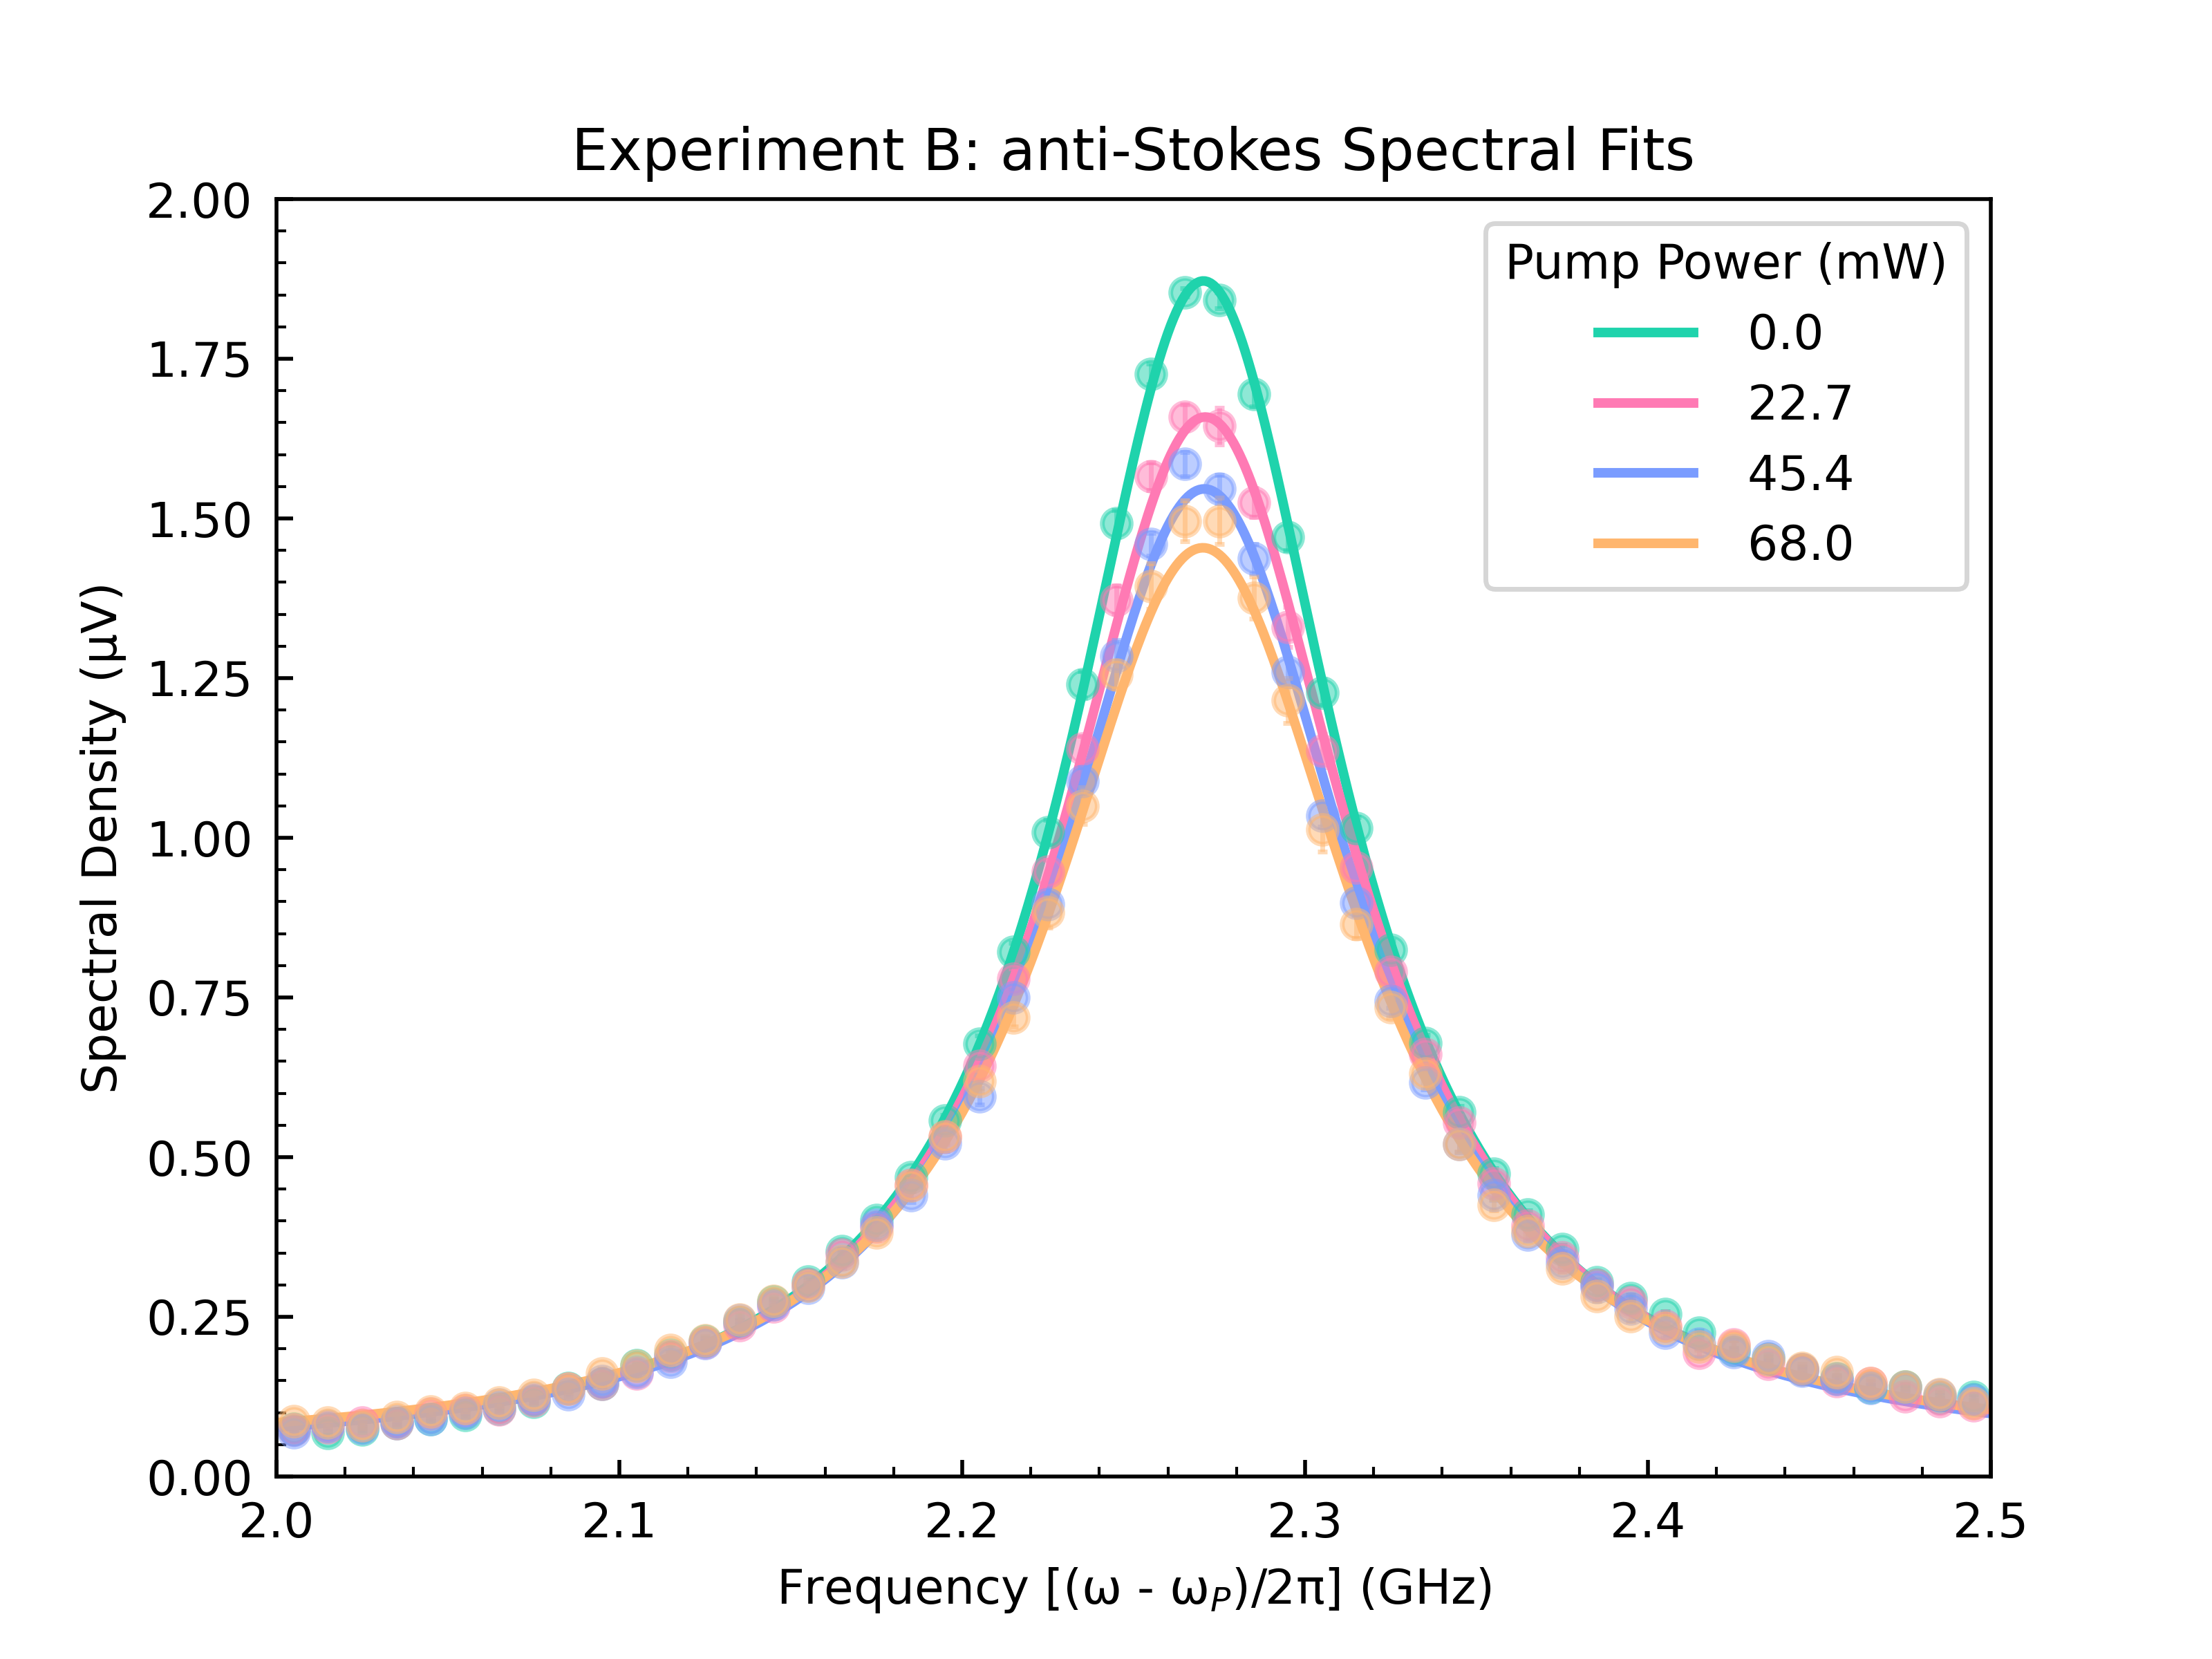 Experiment B: anti-Stokes Spectral Fits
2.00
1.75
1.50
1.25
1.00
0.75
0.50
0.25
0.00
Spectral Density (µV)
Pump Power (mW)
0.0
22.7
45.4
68.0
2.0 2.1 2.2 2.3 2.4 2.5
Frequency [(ω - ωP)/2π] (GHz)